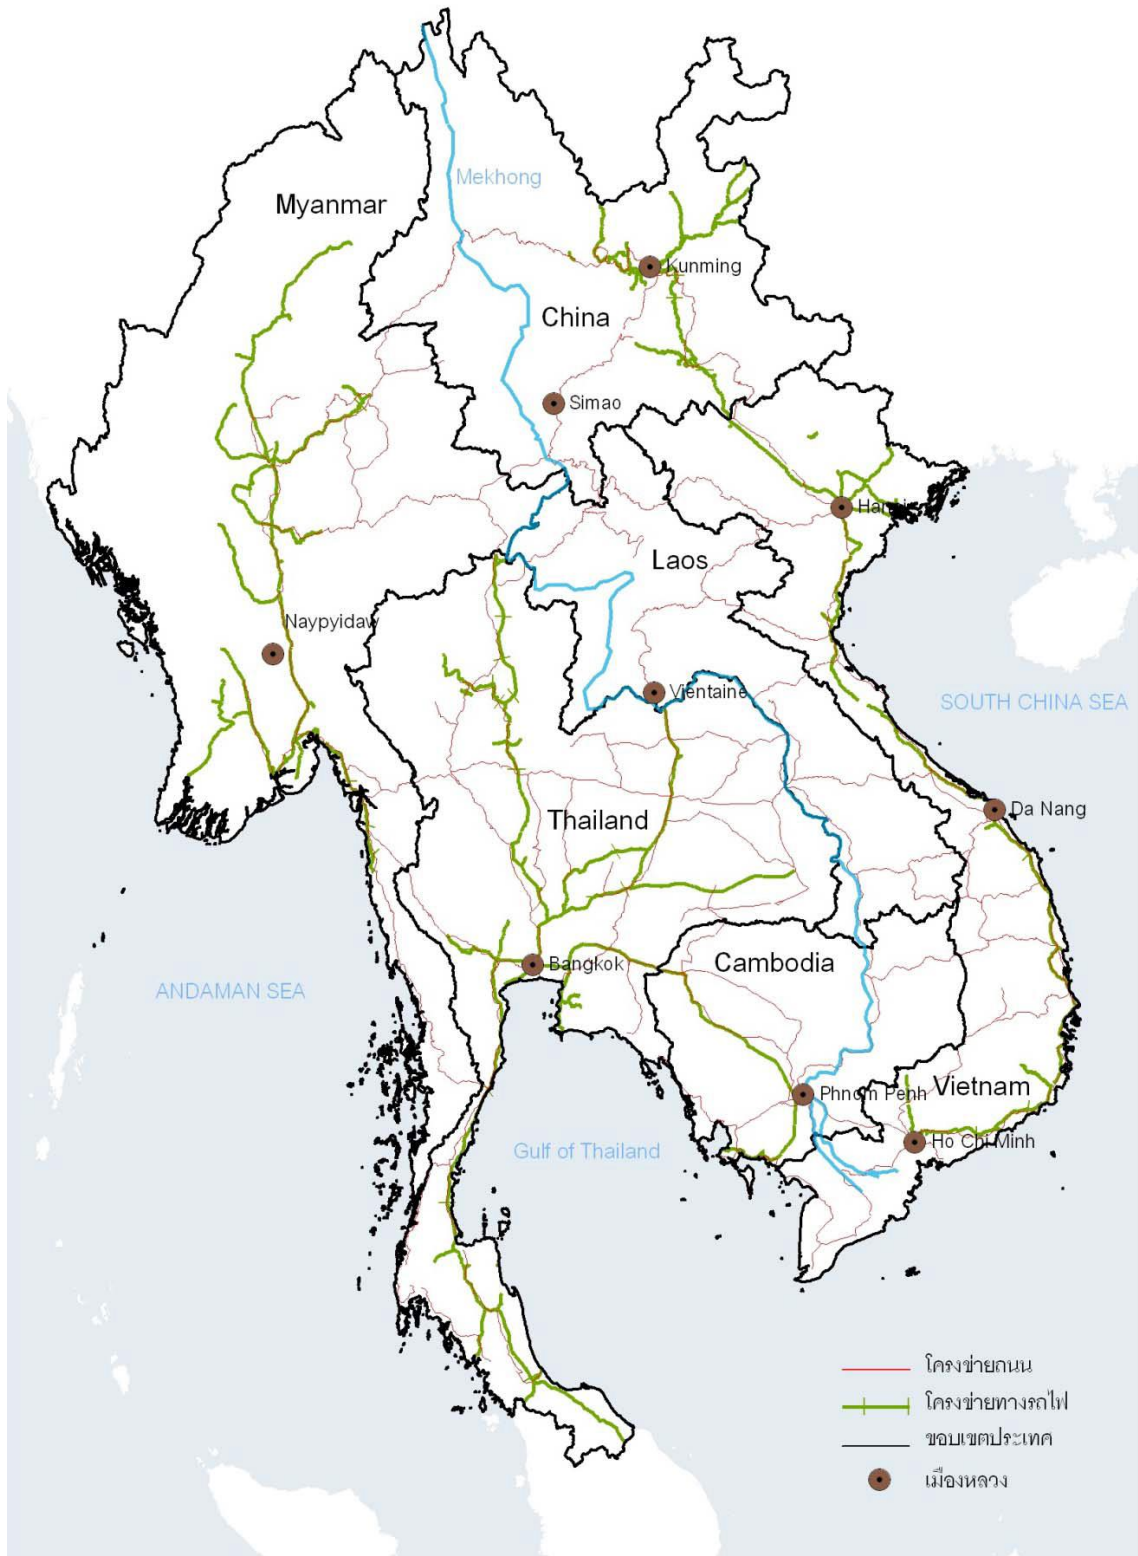 Mekhong
Myanmar
Kunming
China
Simao
Hanoi
Laos
Naypyidaw
Vientaine
SOUTH CHINA SEA
Da Nang
Thailand
Bangkok
Cambodia
ANDAMAN SEA
Phnom Penh
Vietnam
Ho Chi Minh
Gulf of Thailand
โครงข่ายถนน
โครงข่ายทางรถไฟ
ขอบเขตประเทศ
เมืองหลวง